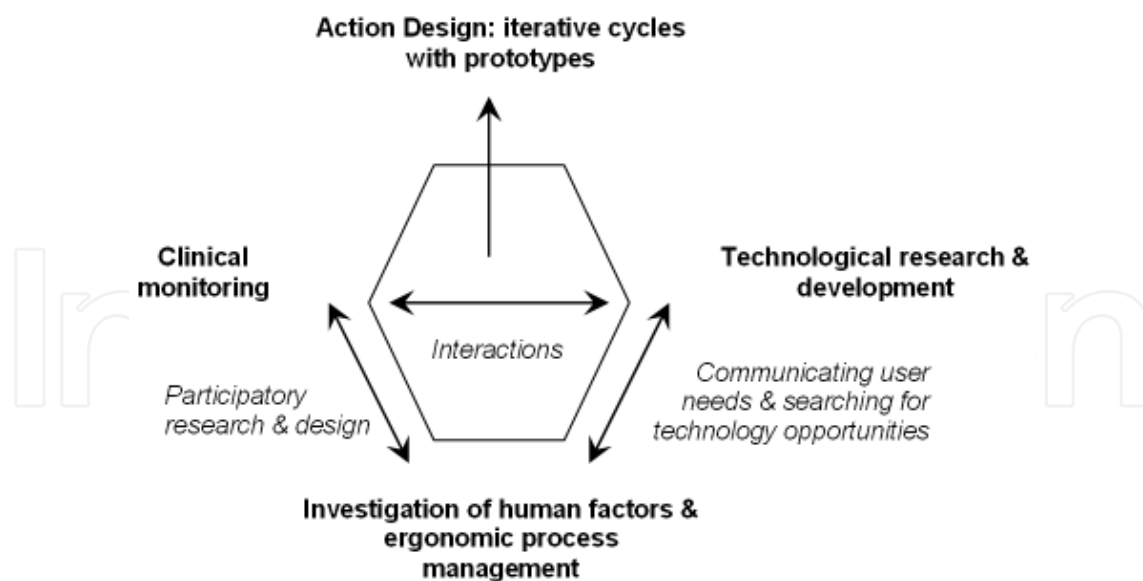 Action Design: iterative cycles
with prototypes
Clinical
monitoring
Technological research &
development
Interactions
Participatory
research & design
Communicating user
needs & searching for
technology opportunities
Investigation of human factors &
ergonomic process
management